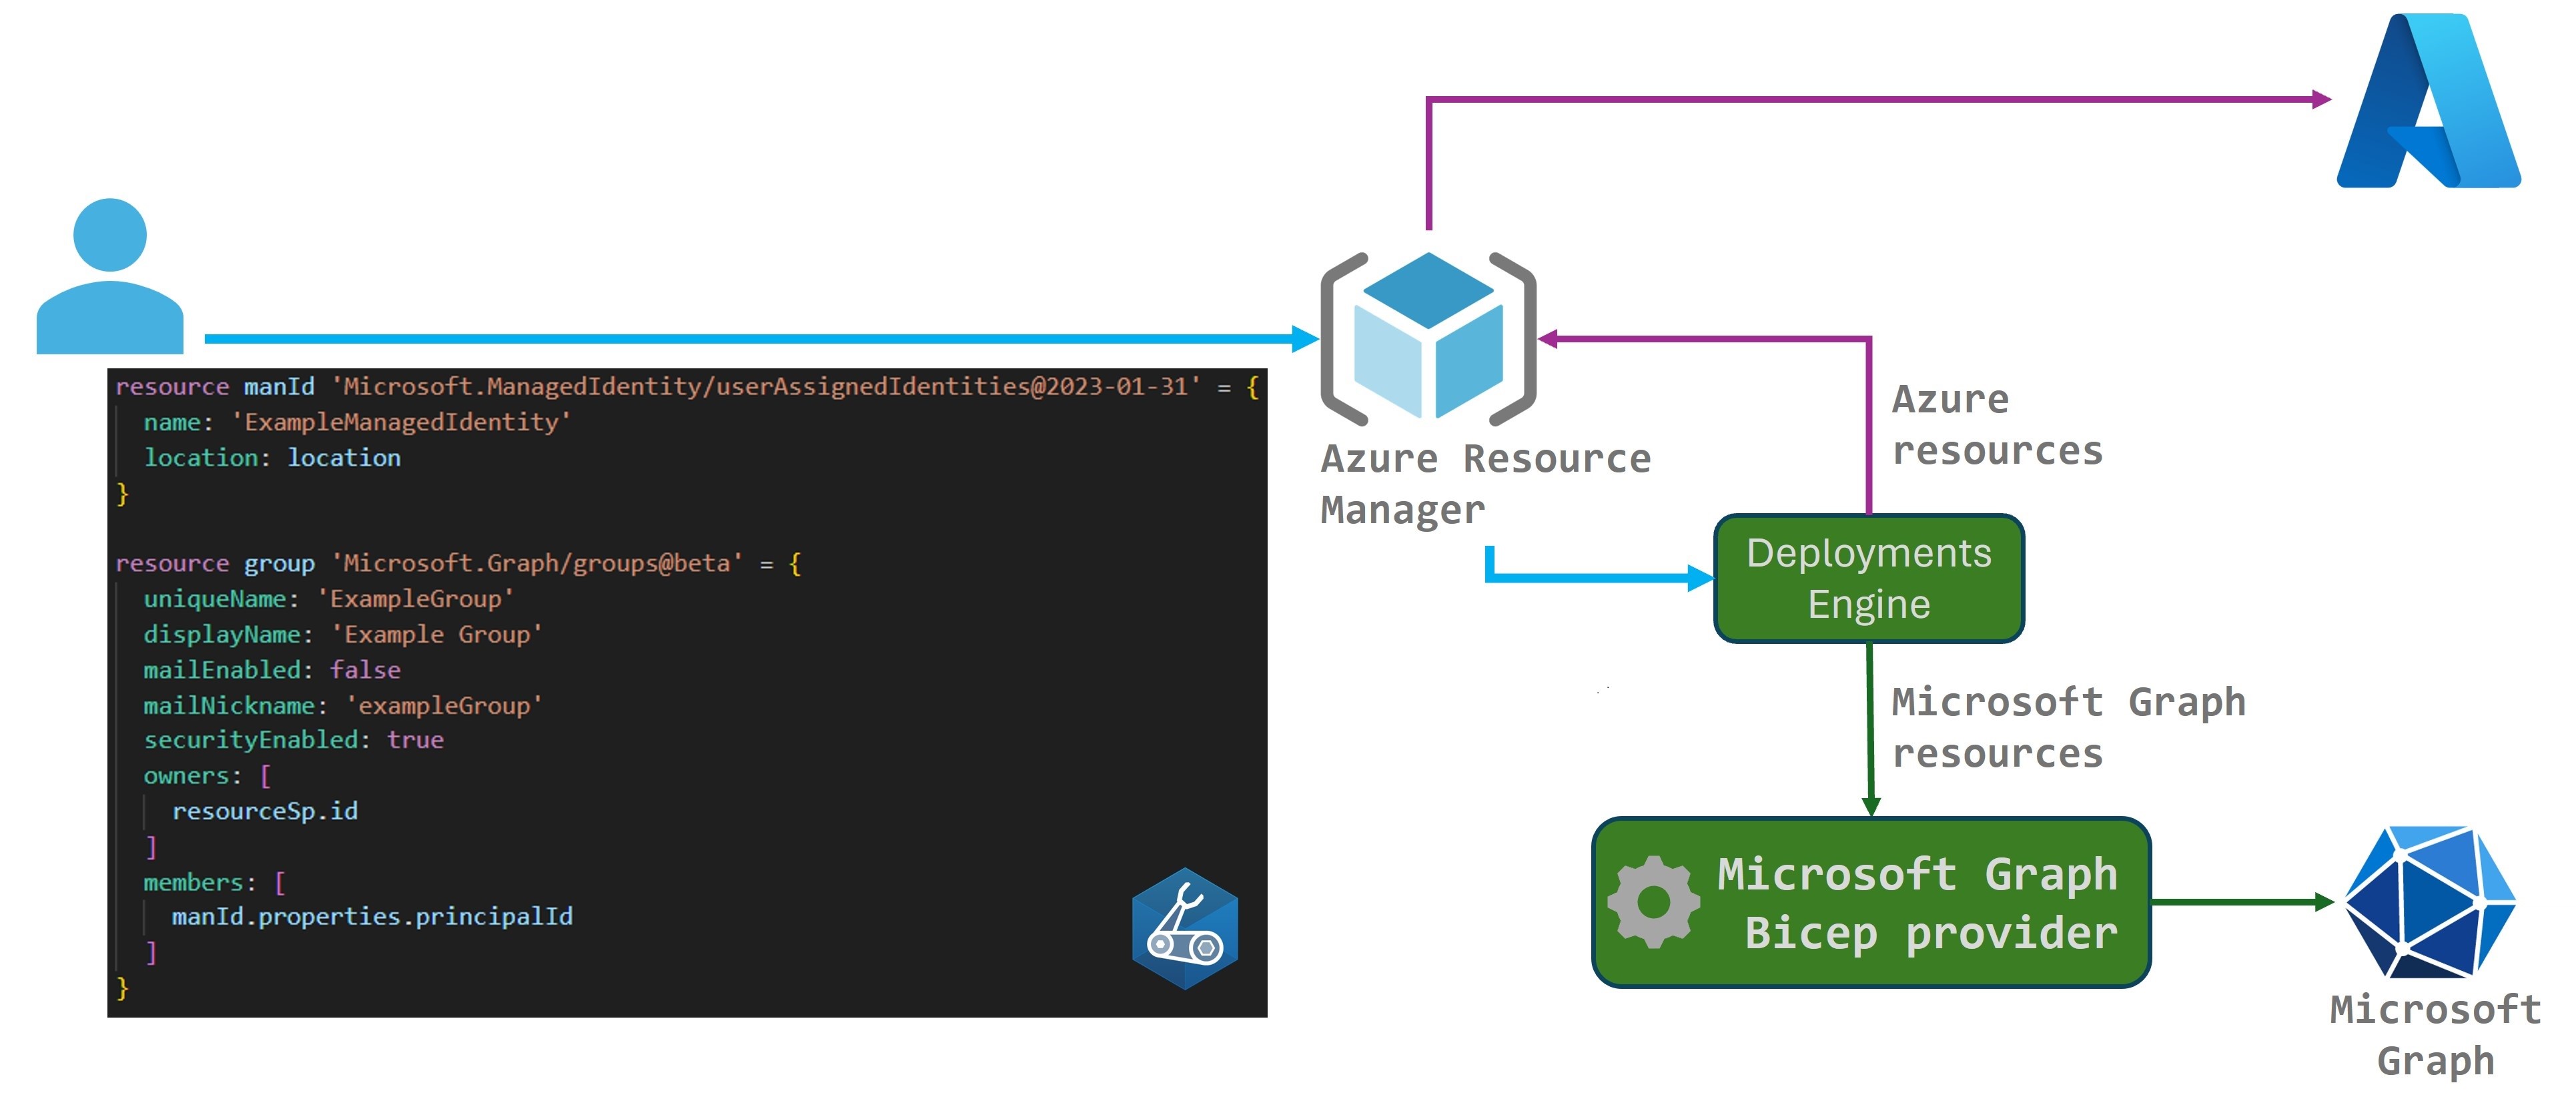 resource manId 'Microsoft.ManagedIdentity/userAssignedIdentities@2023-01-31' = {
  name: 'ExampleManagedIdentity'
  location: location
}
resource group 'Microsoft.Graph/groups@beta' = {
  uniqueName: 'ExampleGroup'
  displayName: 'Example Group'
  mailEnabled: false
  mailNickname: 'exampleGroup'
  securityEnabled: true
  owners: [
    resourceSp.id
  ]
  members: [
    manId.properties.principalId
  ]
}
Azure Resource
Manager
Azure
resources
Deployments
Engine
Microsoft Graph
resources
Microsoft Graph
Bicep provider
Microsoft
Graph